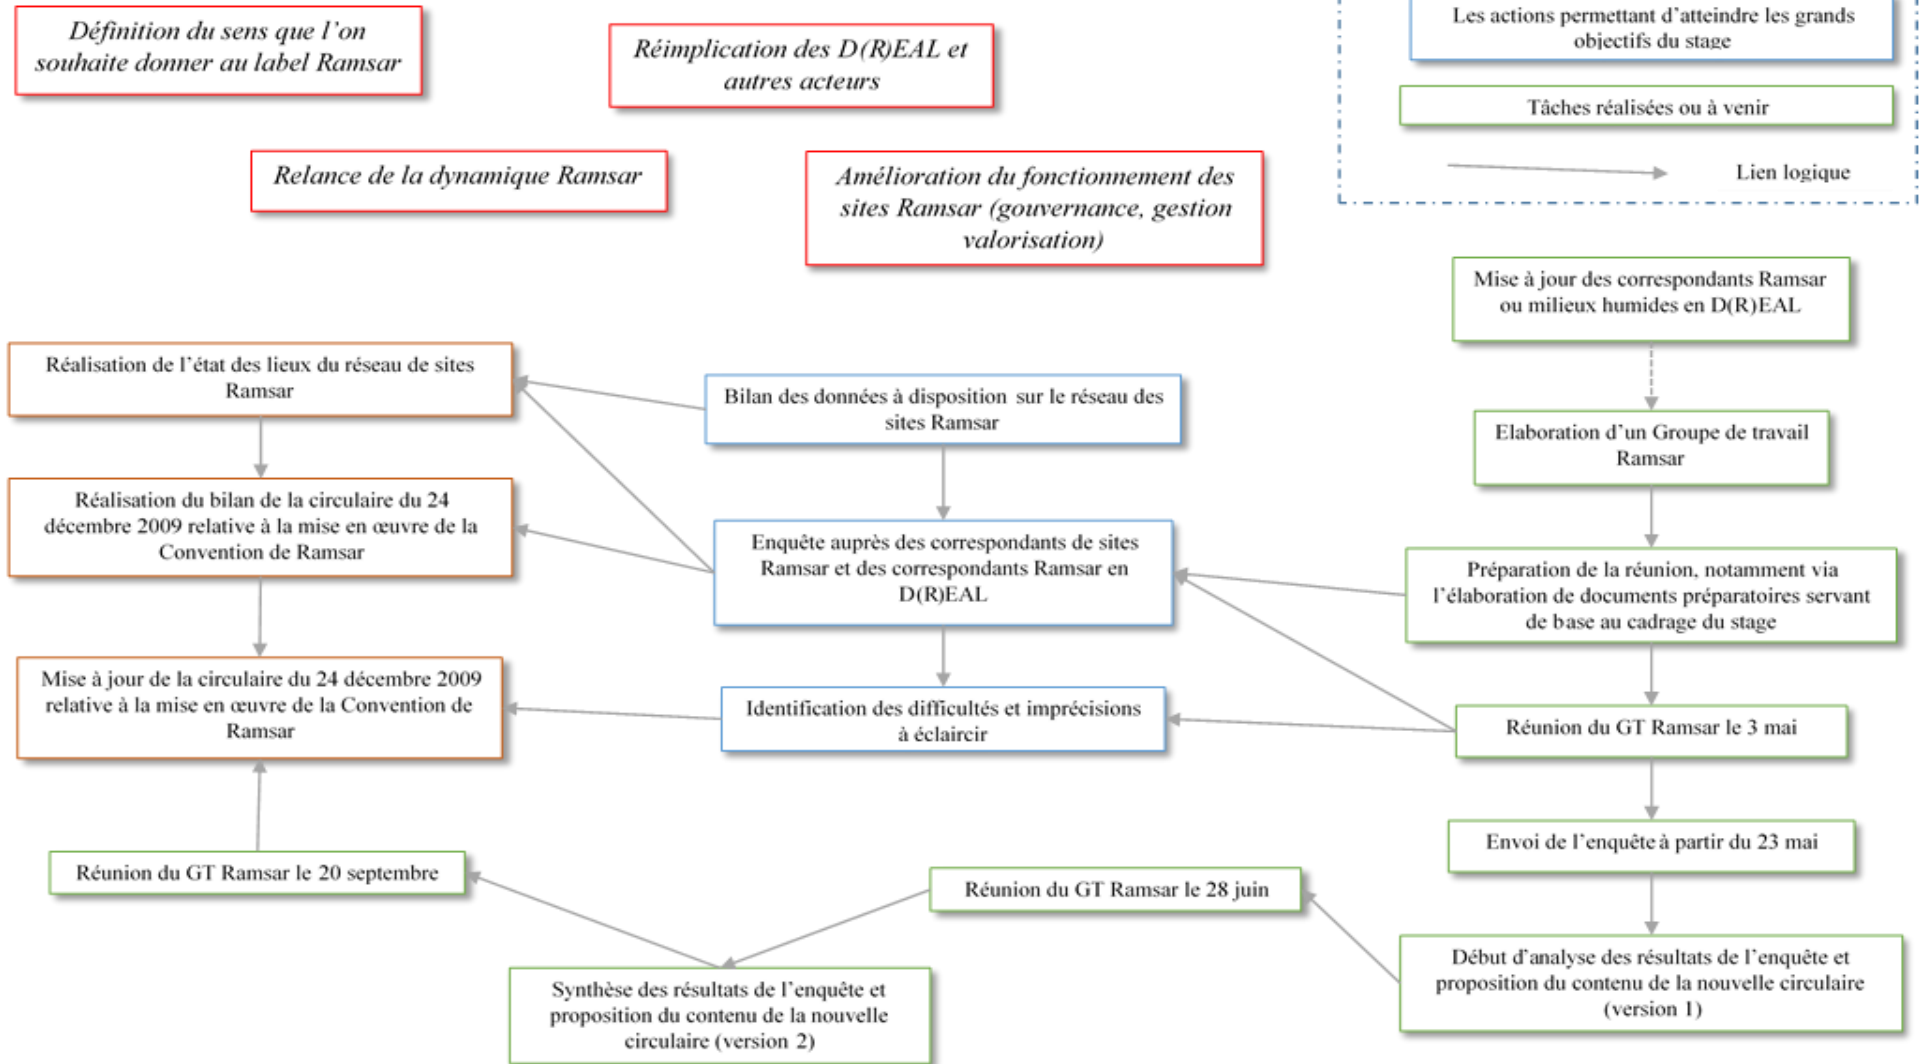 Définition du sens que l'on
souhaite donner au label Ramsar
Réimplication des D(R)EAL et
autres acteurs
Les actions permettant d'atteindre les grands
objectifs du stage
Tâches réalisées ou à venir
Lien logique
Relance de la dynamique Ramsar
Amélioration du fonctionnement des
sites Ramsar (gouvernance, gestion
valorisation)
Mise à jour des correspondants Ramsar
ou milieux humides en D(R)EAL
Réalisation de l'état des lieux du réseau de sites
Ramsar
Bilan des données à disposition sur le réseau des
sites Ramsar
Elaboration d'un Groupe de travail
Ramsar
Réalisation du bilan de la circulaire du 24
décembre 2009 relative à la mise en œuvre de la
Convention de Ramsar
Enquête auprès des correspondants de sites
Ramsar et des correspondants Ramsar en
D(R)EAL
Préparation de la réunion, notamment via
l'élaboration de documents préparatoires servant
de base au cadrage du stage
Mise à jour de la circulaire du 24 décembre 2009
relative à la mise en œuvre de la Convention de
Ramsar
Identification des difficultés et imprécisions
à éclaircir
Réunion du GT Ramsar le 3 mai
Envoi de l'enquête à partir du 23 mai
Réunion du GT Ramsar le 20 septembre
Réunion du GT Ramsar le 28 juin
Début d'analyse des résultats de l'enquête et
proposition du contenu de la nouvelle circulaire
(version 1)
Synthèse des résultats de l'enquête et
proposition du contenu de la nouvelle
circulaire (version 2)